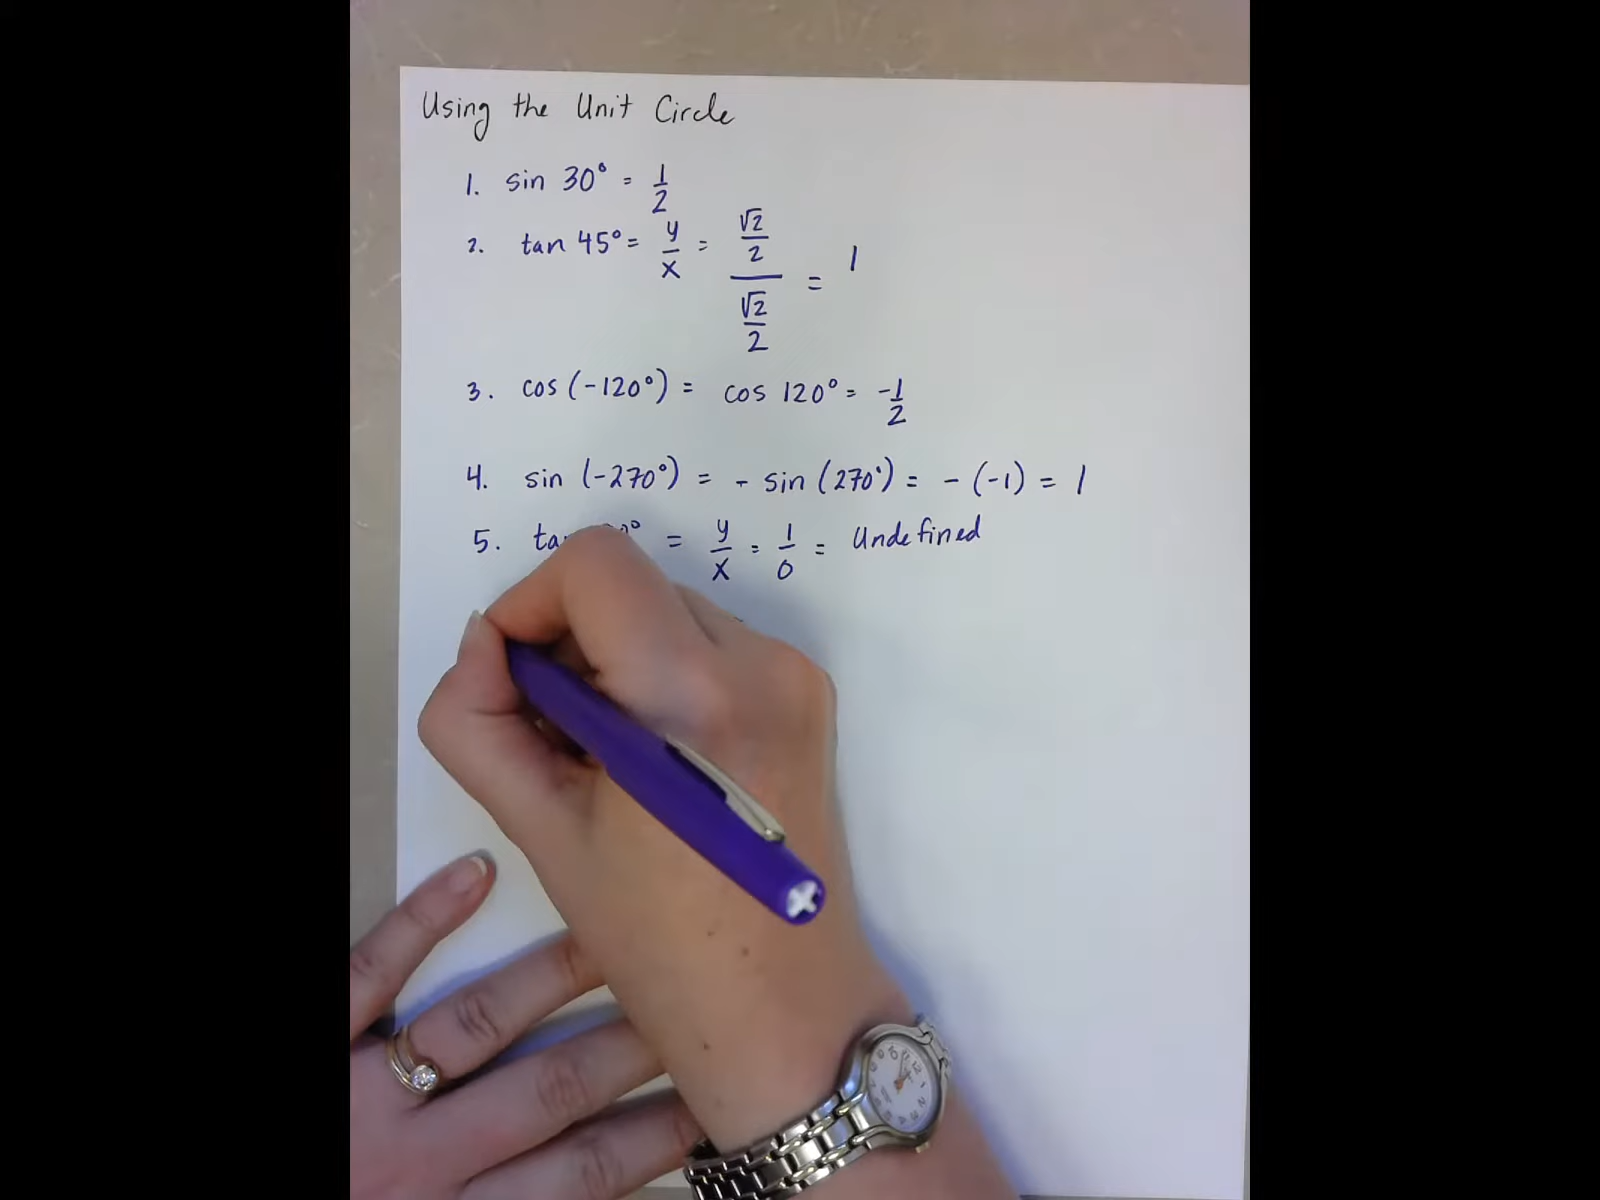 Using the Unit Circle
1. sin 30° = 1/2
2. tan 45° = y/x = (√2/2)/(√2/2) = 1
3. cos (-120°) = cos 120° = -1/2
4. sin (-270°) = - sin (270°) = - (-1) = 1
5. = y/x = 1/0 = Undefined